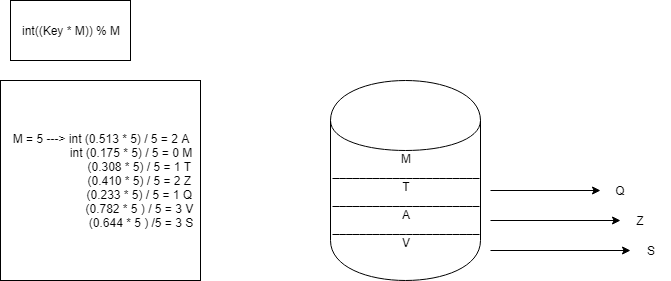 int((Key * M)) % M
M = 5 ---> int (0.513 * 5) / 5 = 2 A
int (0.175 * 5) / 5 = 0 M
(0.308 * 5) / 5 = 1 T
(0.410 * 5) / 5 = 2 Z
(0.233 * 5) / 5 = 1 Q
(0.782 * 5 ) / 5 = 3 V
(0.644 * 5 ) /5 = 3 S
M
T
Q
A
Z
V
S